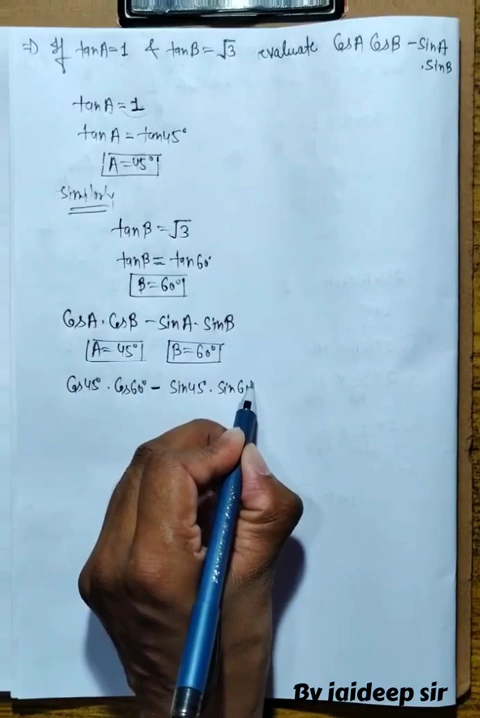 ⇒ If tanA=1 & tanB=√3 evaluate CosA CosB - sinA
.sinB
tanA=1
tanA=tan45°
A=45°
Similarly
tanB=√3
tanB=tan60°
B=60°
CosA.CosB-sinA.sinB
A=45° B=60°
Cos45°.Cos60°-sin45°.sin60
By jaideep sir